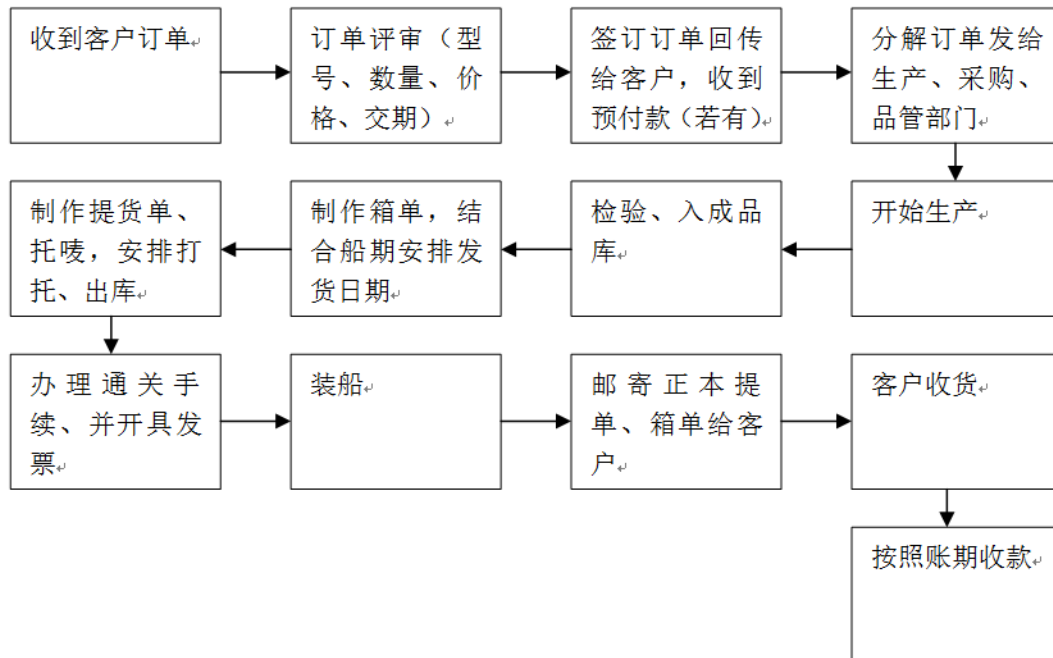 收到客户订单
订单评审（型
号、数量、价
格、交期）
签订订单回传
给客户，收到
预付款（若有）
分解订单发给
生产、采购、
品管部门
开始生产
检验、入成品
库
制作箱单，结
合船期安排发
货日期
制作提货单、
托唛，安排打
托、出库
办理通关手
续、并开具发
票
装船
邮寄正本提
单、箱单给客
户
客户收货
按照账期收款